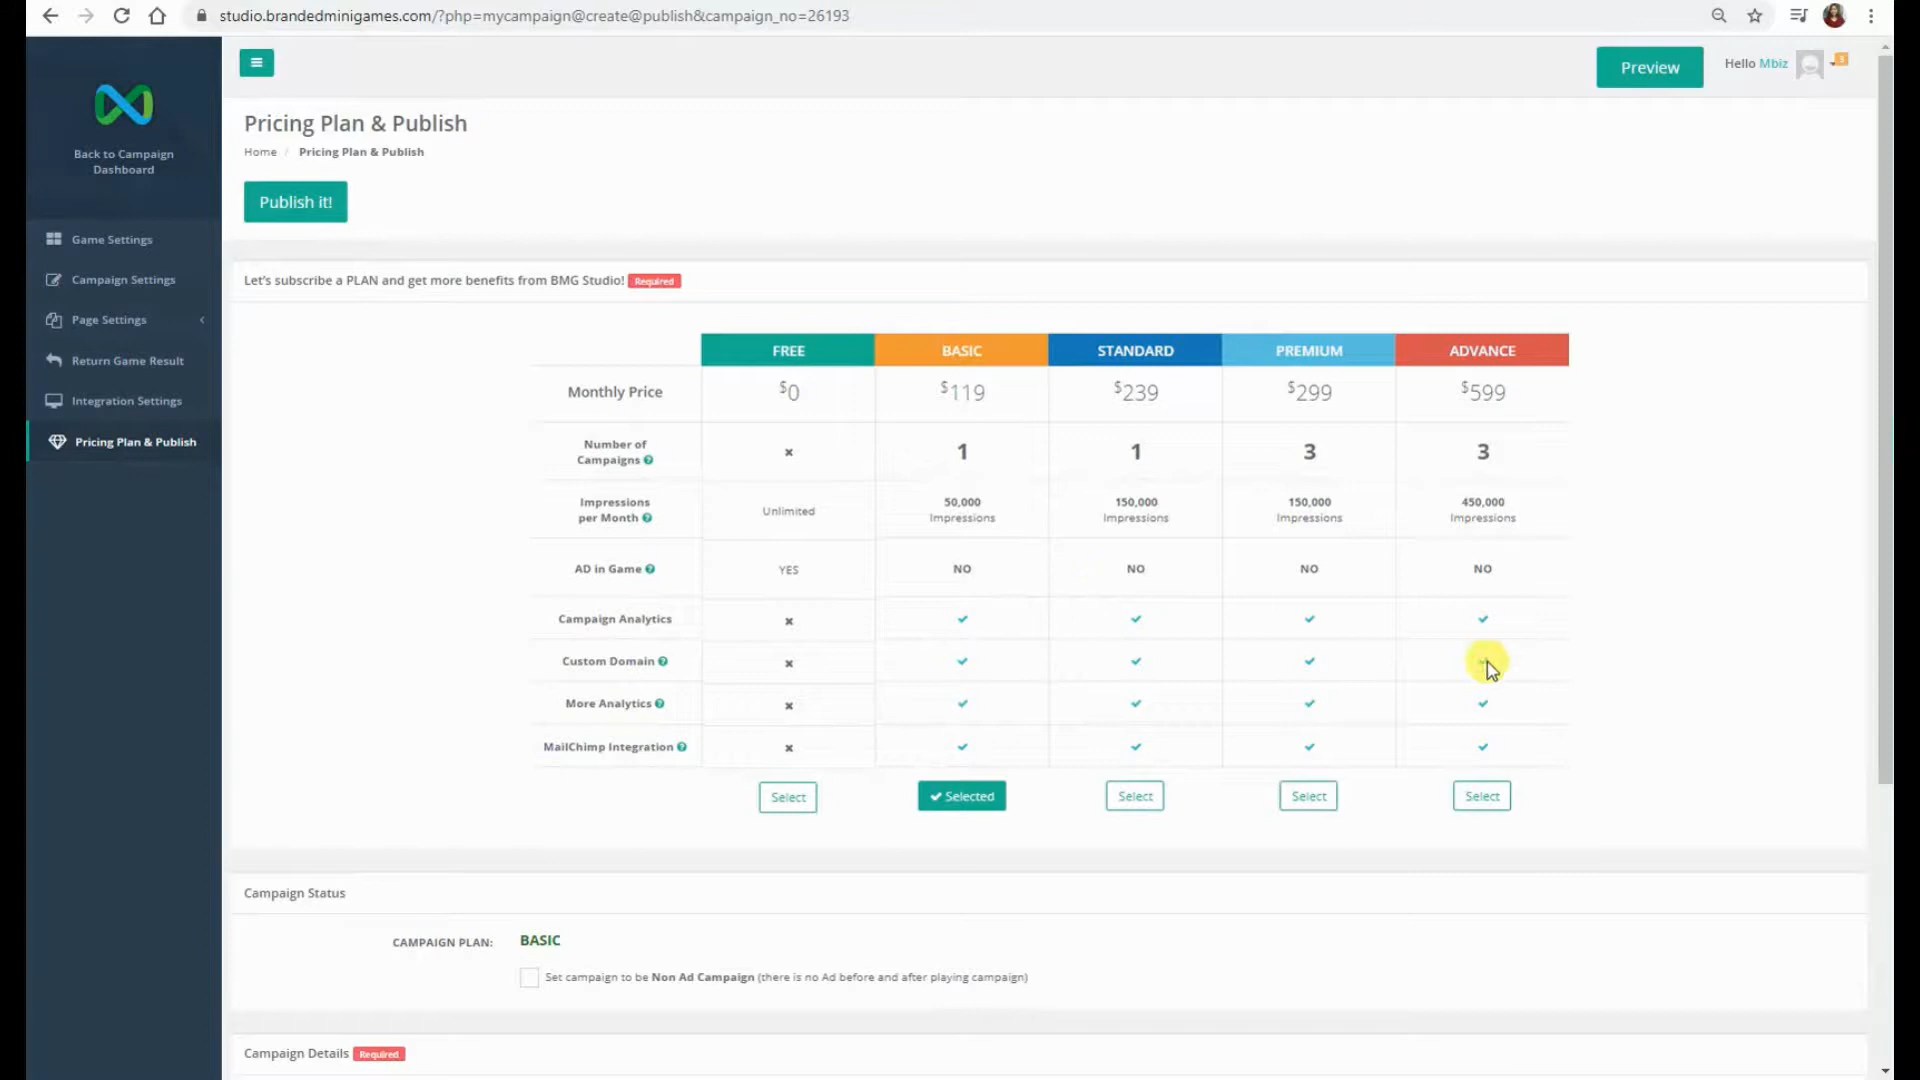 studio.brandedminigames.com/?php=mycampaign@create@publish&campaign_no=26193
Preview
Hello Mbiz
3
Back to Campaign
Dashboard
Pricing Plan & Publish
Home / Pricing Plan & Publish
Publish it!
Game Settings
Campaign Settings
Page Settings
Return Game Result
Integration Settings
Pricing Plan & Publish
Let's subscribe a PLAN and get more benefits from BMG Studio! Required
FREE BASIC STANDARD PREMIUM ADVANCE
Monthly Price $0 $119 $239 $299 $599
Number of
Campaigns 1 1 3 3
Impressions
per Month
Unlimited
50,000
Impressions
150,000
Impressions
150,000
Impressions
450,000
Impressions
AD in Game YES NO NO NO NO
Campaign Analytics
Custom Domain
More Analytics
MailChimp Integration
Select Selected Select Select Select
Campaign Status
CAMPAIGN PLAN: BASIC
Set campaign to be Non Ad Campaign (there is no Ad before and after playing campaign)
Campaign Details Required